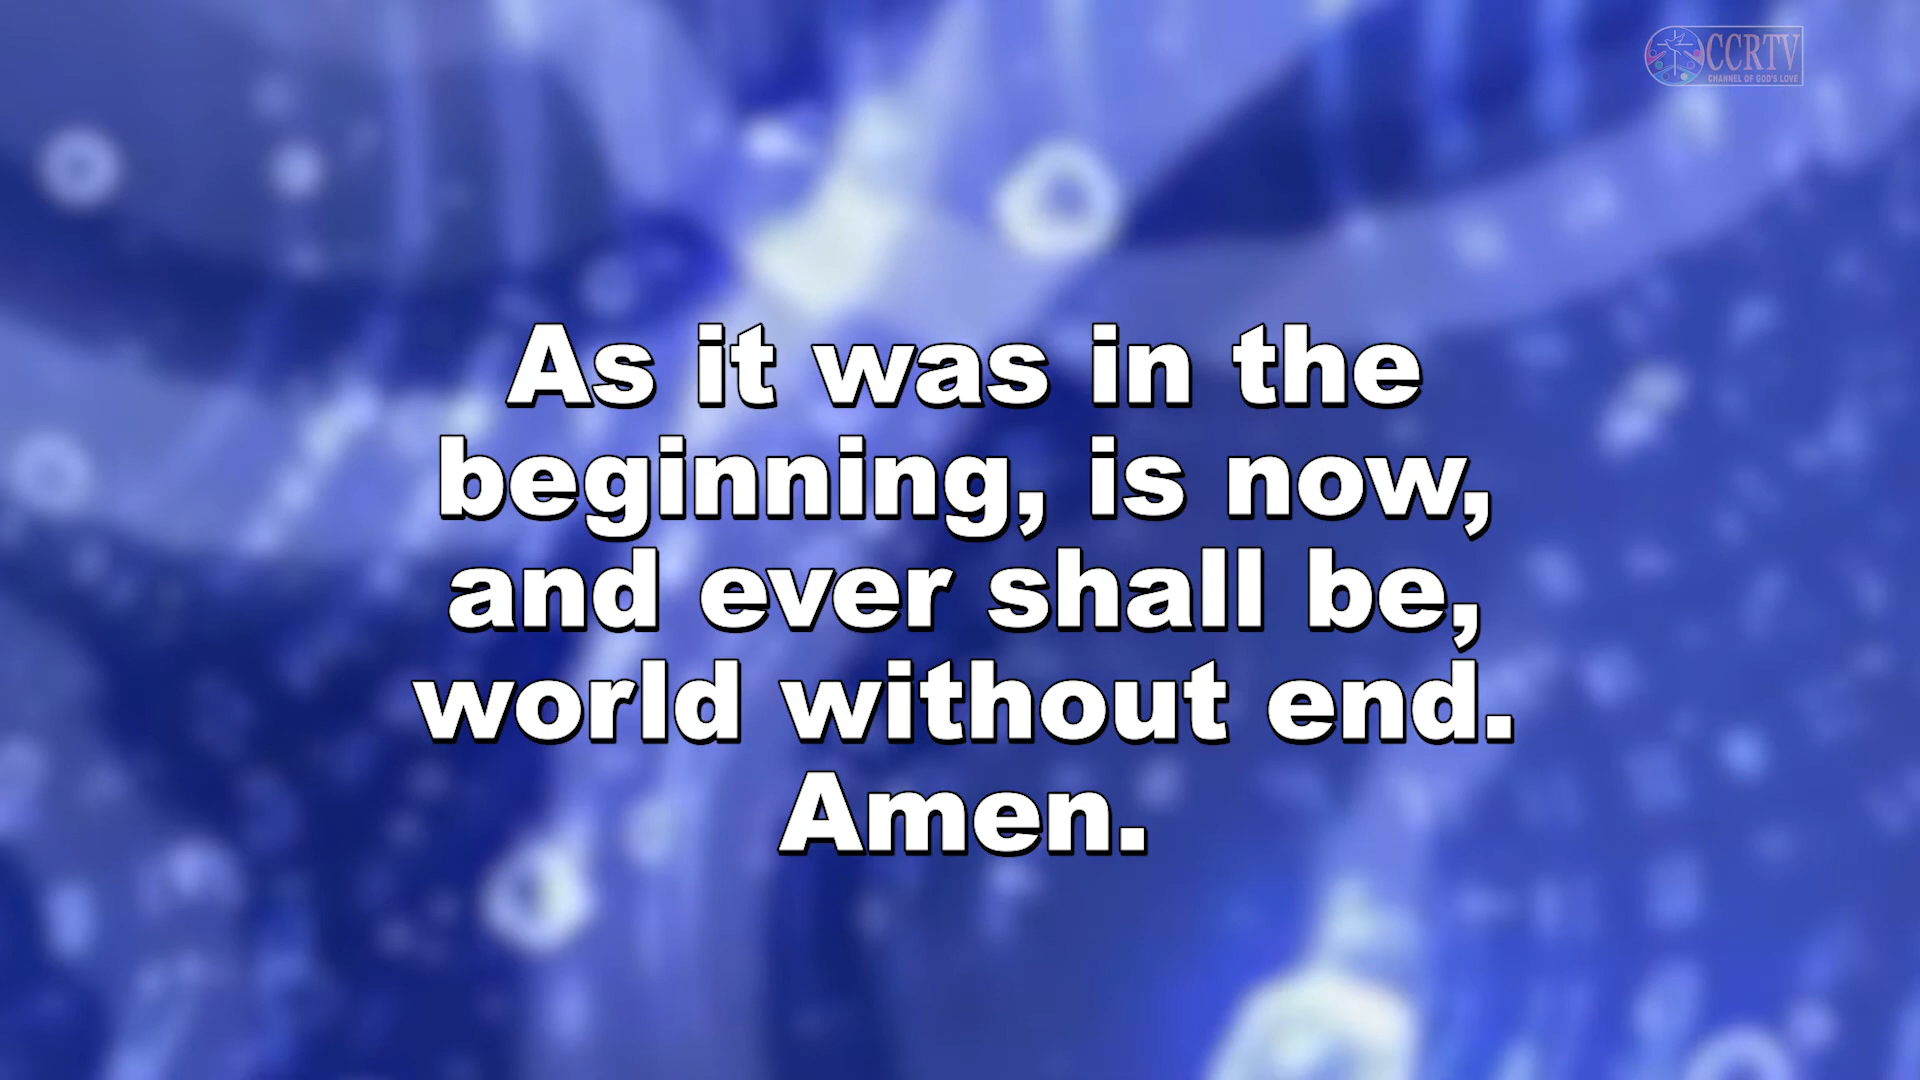 CCRTV
CHANNEL OF GOD'S LOVE
As it was in the
beginning, is now,
and ever shall be,
world without end.
Amen.